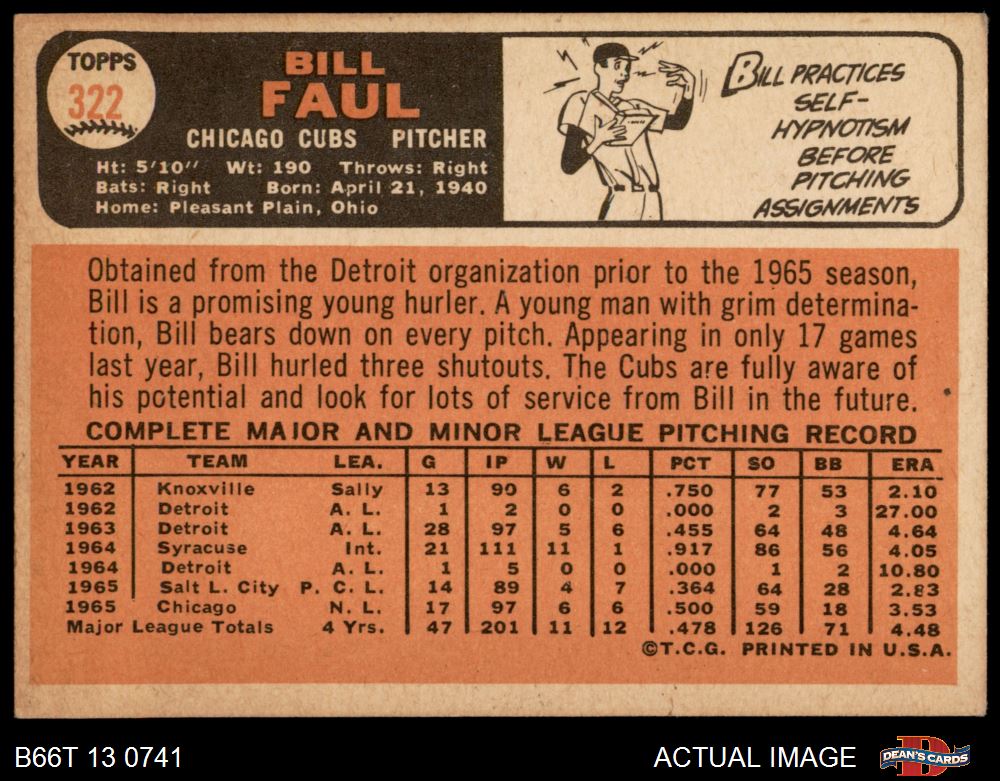 TOPPS
322
BILL
FAUL
CHICAGO CUBS PITCHER
Ht: 5'10" Wt: 190 Throws: Right
Bats: Right Born: April 21, 1940
Home: Pleasant Plain, Ohio
BILL PRACTICES
SELF-
HYPNOTISM
BEFORE
PITCHING
ASSIGNMENTS
Obtained from the Detroit organization prior to the 1965 season,
Bill is a promising young hurler. A young man with grim determina-
tion, Bill bears down on every pitch. Appearing in only 17 games
last year, Bill hurled three shutouts. The Cubs are fully aware of
his potential and look for lots of service from Bill in the future.
COMPLETE MAJOR AND MINOR LEAGUE PITCHING RECORD
YEAR TEAM LEA. G IP W L PCT SO BB ERA
1962 Knoxville Sally 13 90 6 2 .750 77 53 2.10
1962 Detroit A. L. 1 2 0 0 .000 2 3 27.00
1963 Detroit A. L. 28 97 5 6 .455 64 48 4.64
1964 Syracuse Int. 21 111 11 1 .917 86 56 4.05
1964 Detroit A. L. 1 5 0 0 .000 1 2 10.80
1965 Salt L. City P. C. L. 14 89 4 7 .364 64 28 2.83
1965 Chicago N. L. 17 97 6 6 .500 59 18 3.53
Major League Totals 4 Yrs. 47 201 11 12 .478 126 71 4.48
©T.C.G. PRINTED IN U.S.A.
B66T 13 0741 ACTUAL IMAGE DEAN'S CARDS